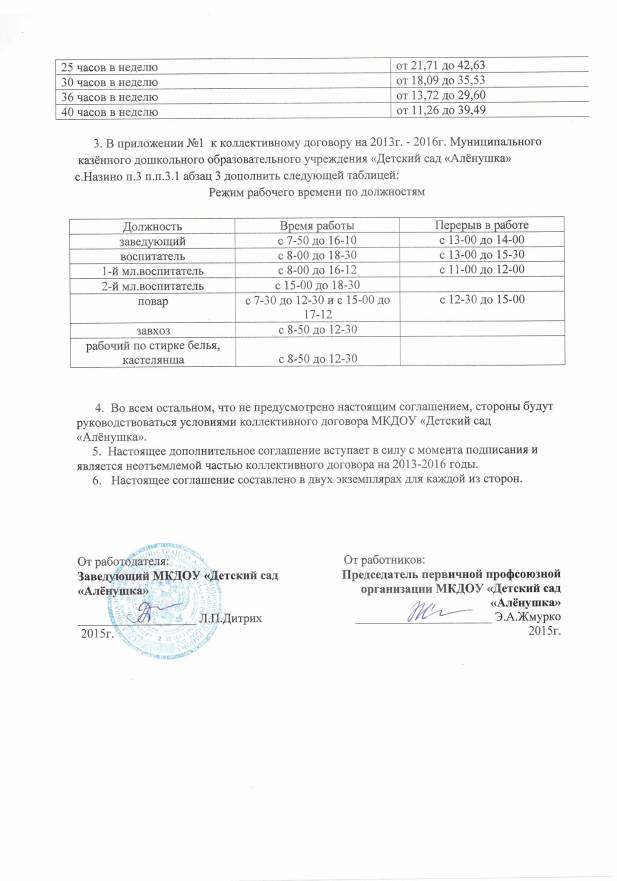 25 часов в неделю от 21,71 до 42,63
30 часов в неделю от 18,09 до 35,53
36 часов в неделю от 13,72 до 29,60
40 часов в неделю от 11,26 до 39,49
3. В приложении №1 к коллективному договору на 2013г. - 2016г. Муниципального
казённого дошкольного образовательного учреждения «Детский сад «Алёнушка»
с.Назино п.3 п.п.3.1 абзац 3 дополнить следующей таблицей:
Режим рабочего времени по должностям
Должность Время работы Перерыв в работе
заведующий с 7-50 до 16-10 с 13-00 до 14-00
воспитатель с 8-00 до 18-30 с 13-00 до 15-30
1-й мл.воспитатель с 8-00 до 16-12 с 11-00 до 12-00
2-й мл.воспитатель с 15-00 до 18-30
повар с 7-30 до 12-30 и с 15-00 до с 12-30 до 15-00
17-12
завхоз с 8-50 до 12-30
рабочий по стирке белья,
кастелянша с 8-50 до 12-30
4. Во всем остальном, что не предусмотрено настоящим соглашением, стороны будут
руководствоваться условиями коллективного договора МКДОУ «Детский сад
«Алёнушка».
5. Настоящее дополнительное соглашение вступает в силу с момента подписания и
является неотъемлемой частью коллективного договора на 2013-2016 годы.
6. Настоящее соглашение составлено в двух экземплярах для каждой из сторон.
От работодателя:
Заведующий МКДОУ «Детский сад
«Алёнушка»
Л.П.Дитрих
2015г.
От работников:
Председатель первичной профсоюзной
организации МКДОУ «Детский сад
«Алёнушка»
Э.А.Жмурко
2015г.